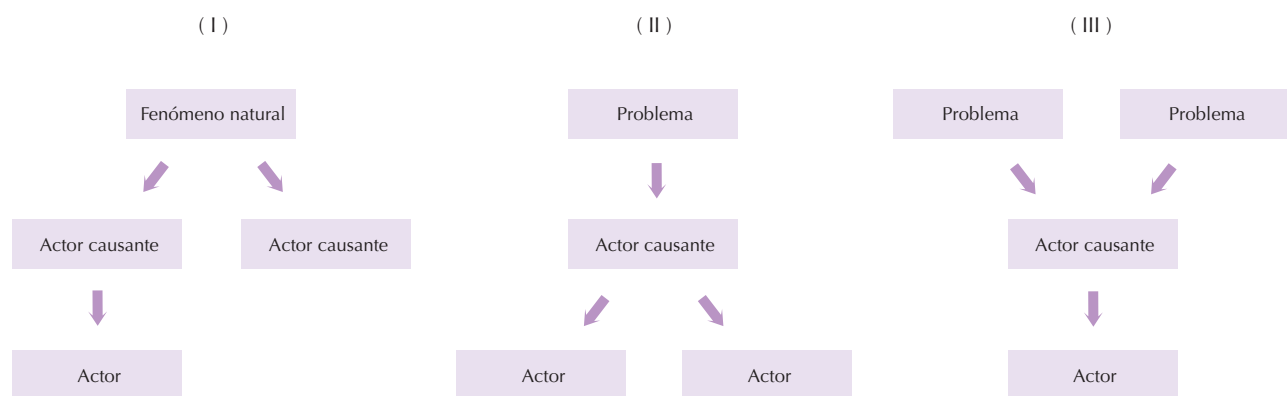 ( I )
( II )
( III )
Fenómeno natural
Problema
Problema
Problema
Actor causante
Actor causante
Actor causante
Actor causante
Actor
Actor
Actor
Actor